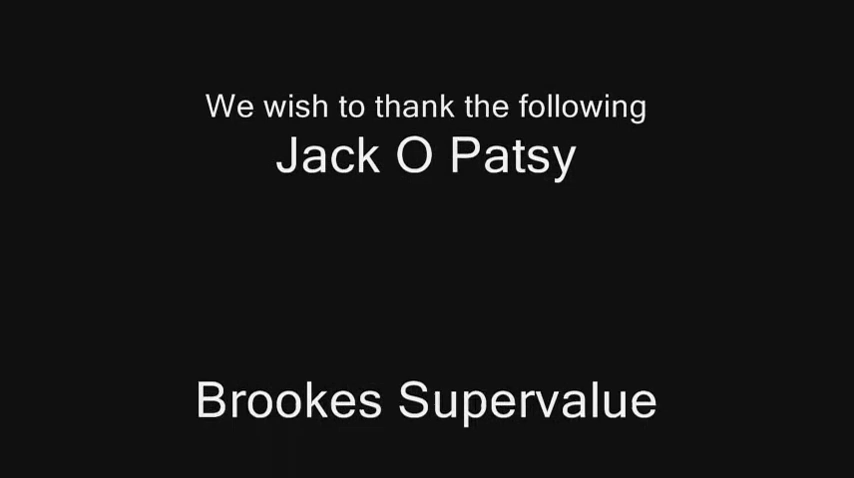 We wish to thank the following
Jack O Patsy
Brookes Supervalue